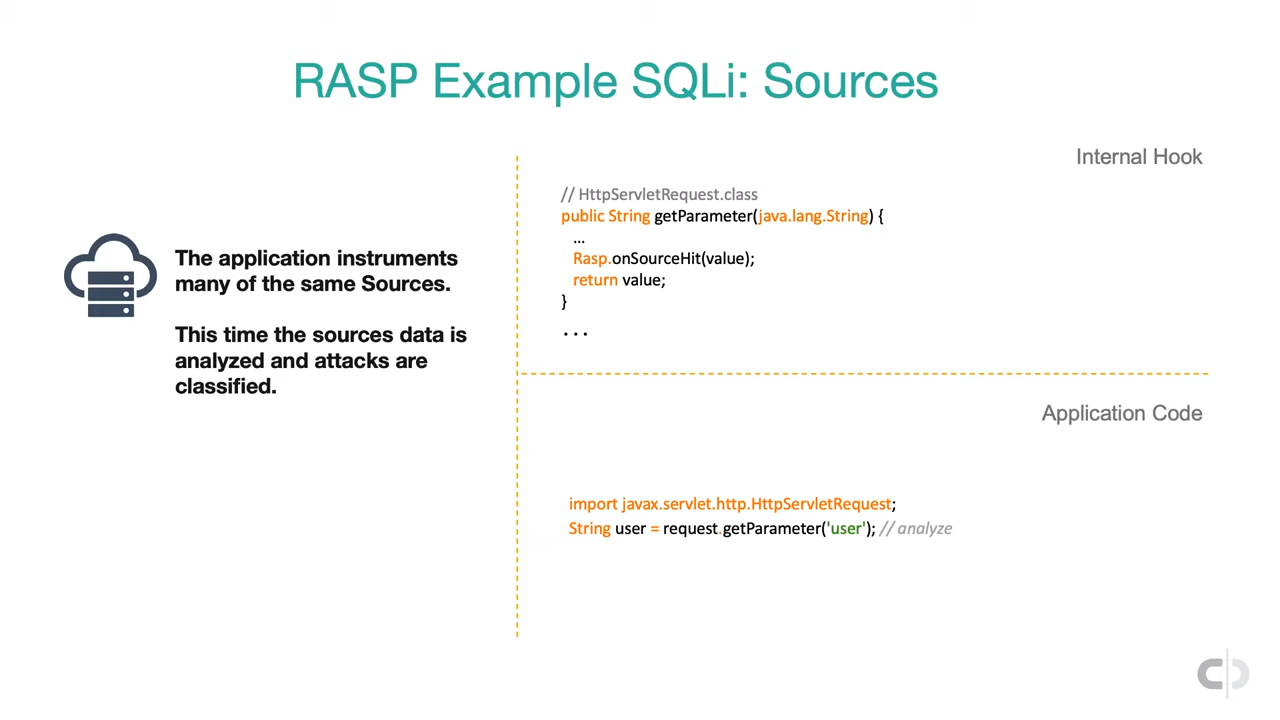 RASP Example SQLi: Sources
The application instruments
many of the same Sources.
This time the sources data is
analyzed and attacks are
classified.
Internal Hook
// HttpServletRequest.class
public String getParameter(java.lang.String) {
...
Rasp.onSourceHit(value);
return value;
}
...
Application Code
import javax.servlet.http.HttpServletRequest;
String user = request.getParameter('user'); // analyze